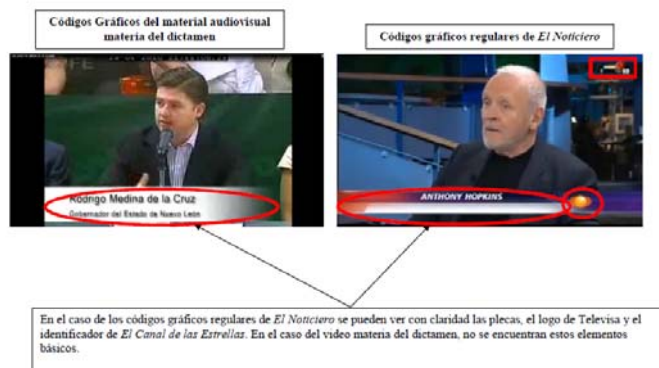 Códigos Gráficos del material audiovisual
materia del dictamen
Códigos gráficos regulares de El Noticiero
Rodrigo Medina de la Cruz
Gobernador del Estado de Nuevo León
ANTHONY HOPKINS
En el caso de los códigos gráficos regulares de El Noticiero se pueden ver con claridad las plecas, el logo de Televisa y el
identificador de El Canal de las Estrellas. En el caso del video materia del dictamen, no se encuentran estos elementos
básicos.